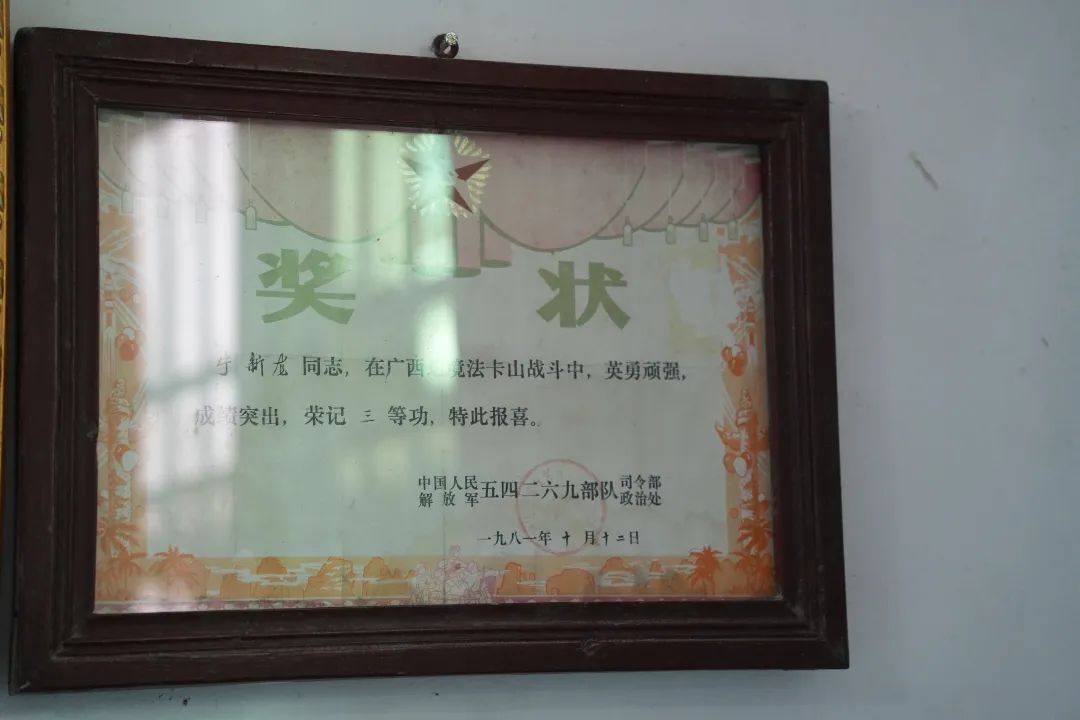 奖 状
新龙 同志，在广西边境法卡山战斗中，英勇顽强，
成绩突出，荣记 三 等功，特此报喜。
中国人民解放军五四二六九部队司令部政治处
一九八一年 十 月十二日